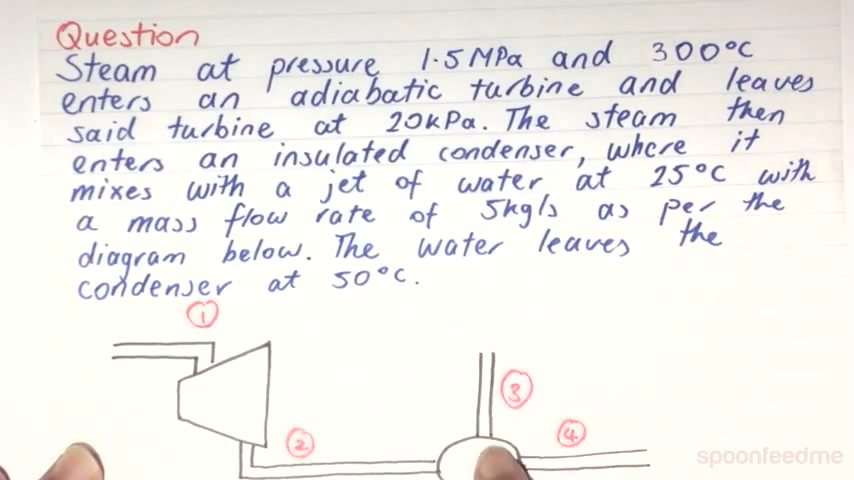 Question
Steam at pressure 1.5MPa and 300°C
enters an adiabatic turbine and leaves
said turbine at 20kPa. The steam then
enters an insulated condenser, where it
mixes with a jet of water at 25°C with
a mass flow rate of 5kg/s as per the
diagram below. The water leaves the
condenser at 50°C.
1
3
4
2
spoonfeedme